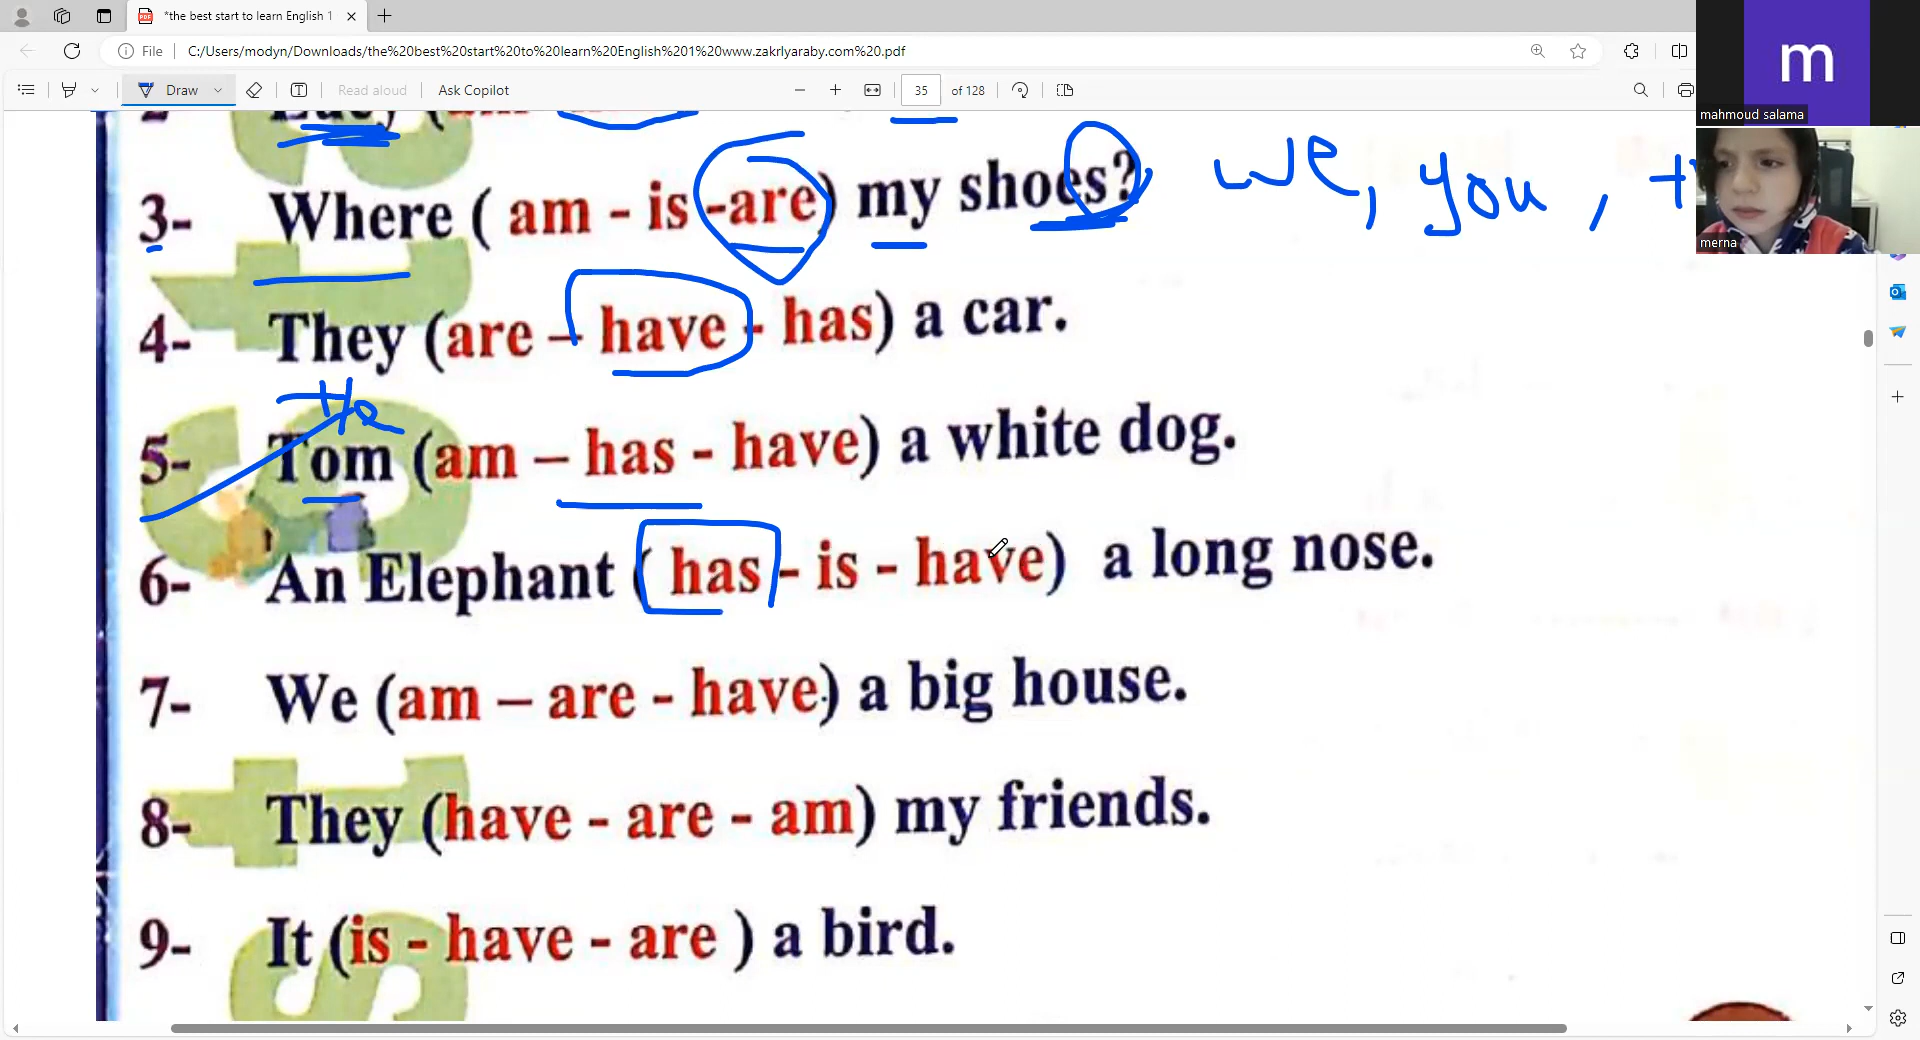 *the best start to learn English 1
File C:/Users/modyn/Downloads/the%20best%20start%20to%20learn%20English%201%20www.zakrlyaraby.com%20.pdf
Draw Read aloud Ask Copilot 35 of 128
m
mahmoud salama
merna
3- Where ( am - is -are) my shoes? we, you,
4- They (are – have - has) a car.
He
5- Tom (am – has - have) a white dog.
6- An Elephant ( has - is - have) a long nose.
7- We (am – are - have) a big house.
8- They (have - are - am) my friends.
9- It (is - have - are ) a bird.